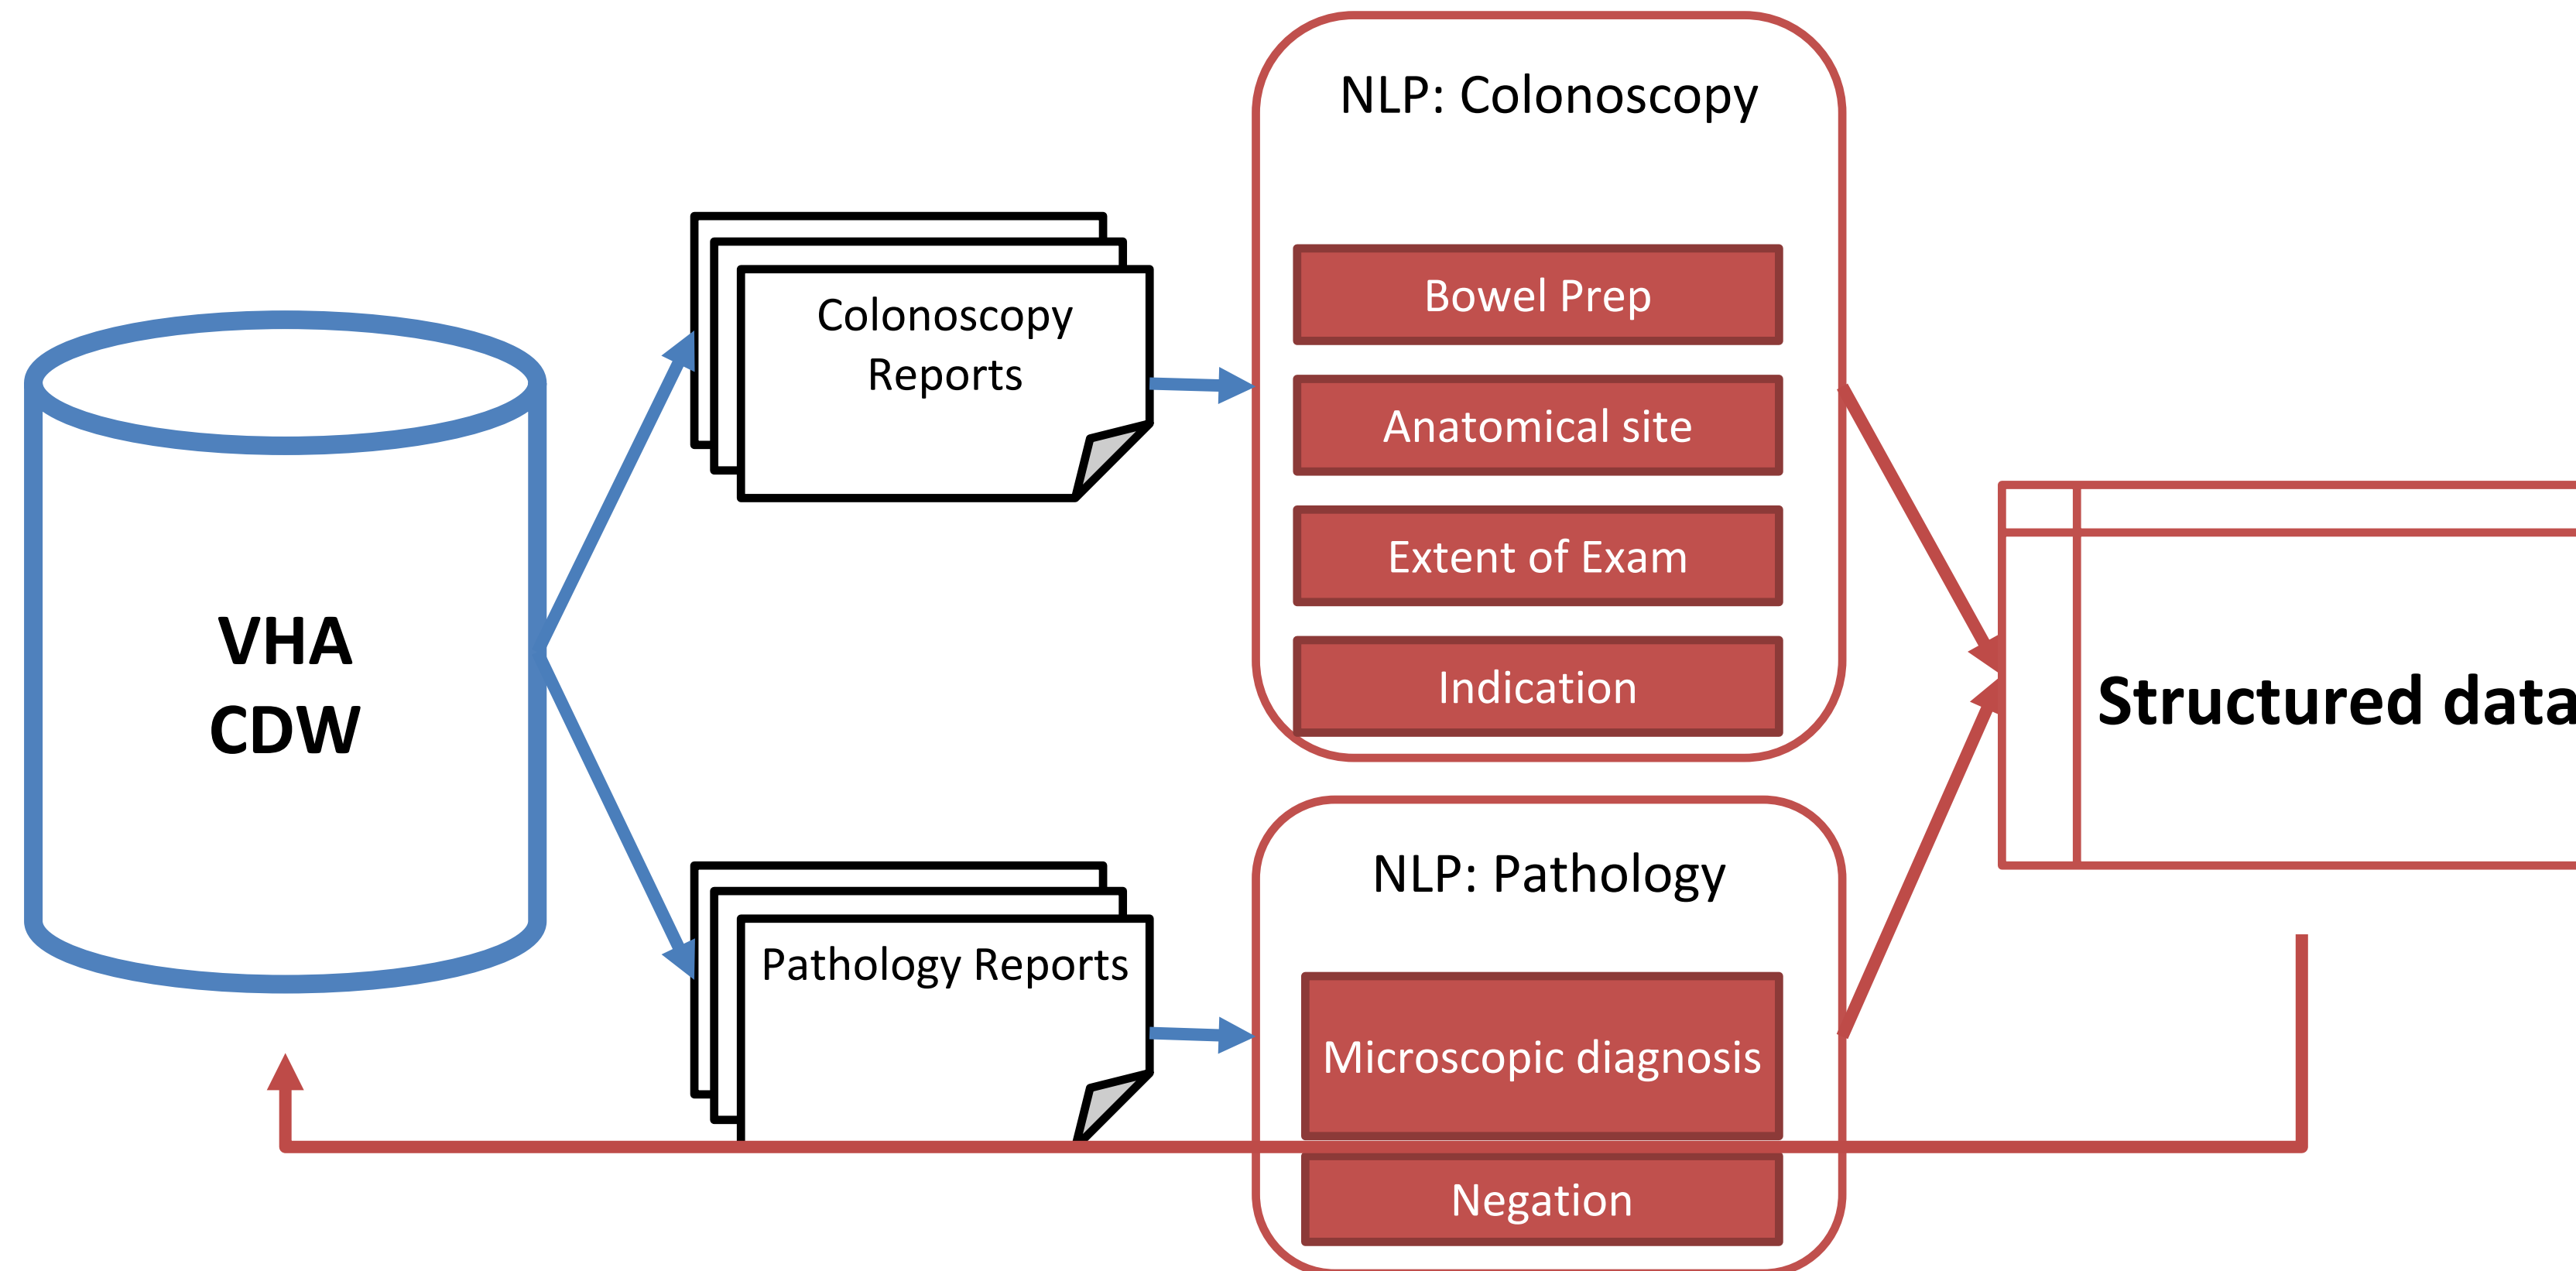 VHA
CDW
Colonoscopy
Reports
Pathology Reports
NLP: Colonoscopy
Bowel Prep
Anatomical site
Extent of Exam
Indication
NLP: Pathology
Microscopic diagnosis
Negation
Structured data